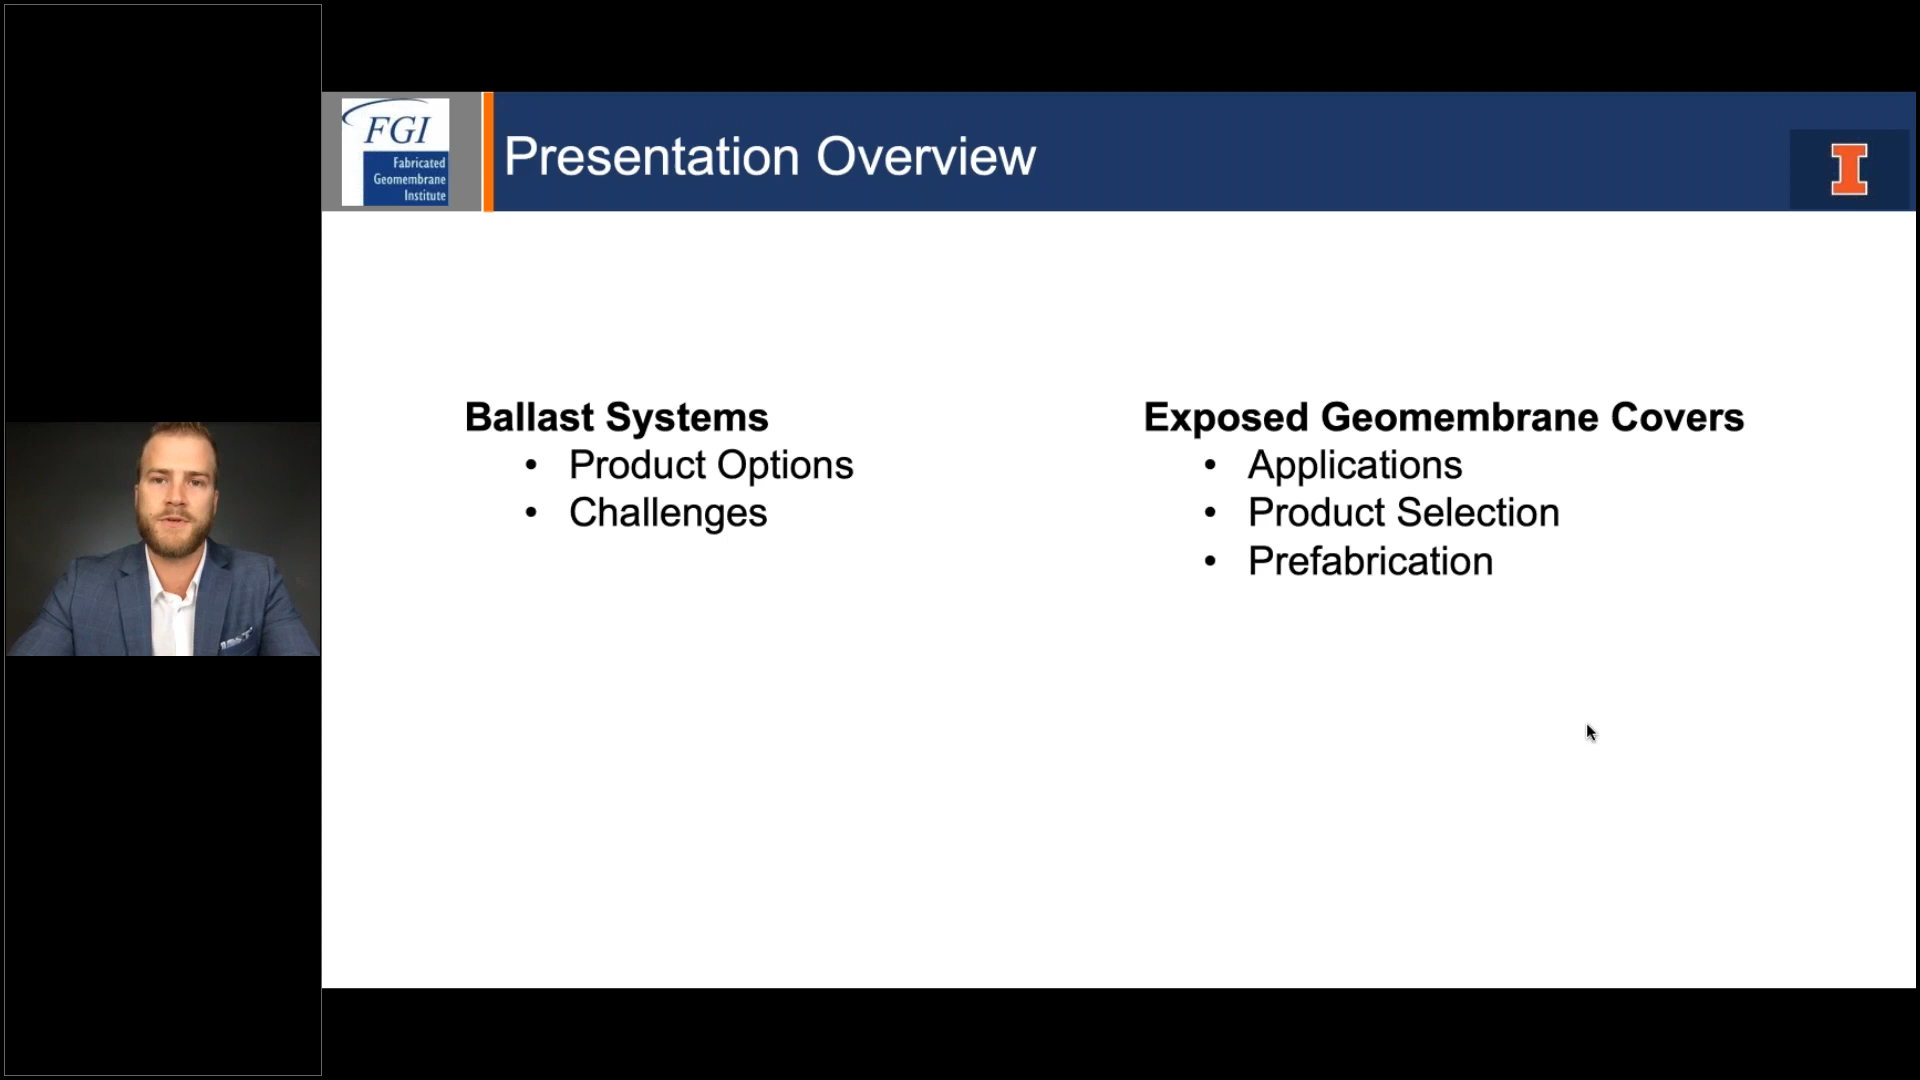 FGI
Fabricated
Geomembrane
Institute
Presentation Overview
I
Ballast Systems
• Product Options
• Challenges
Exposed Geomembrane Covers
• Applications
• Product Selection
• Prefabrication